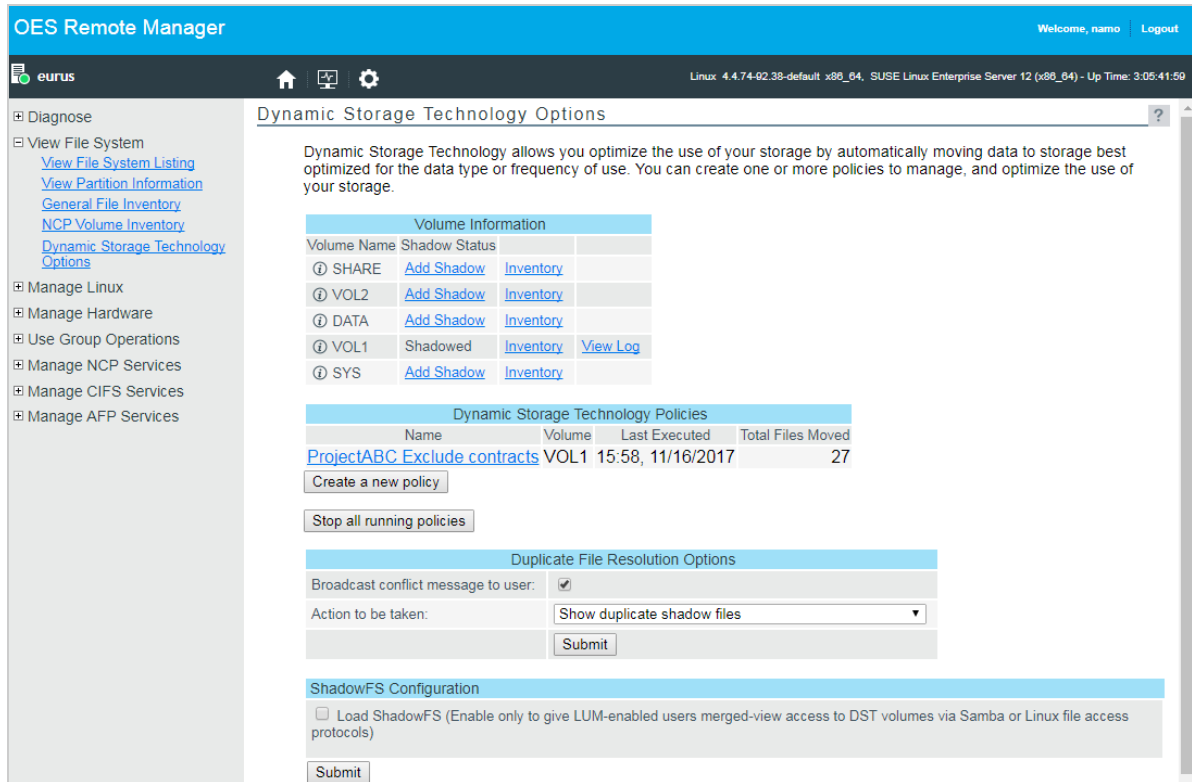 OES Remote Manager
Welcome, namo Logout
eurus
Linux 4.4.74-92.38-default x86_64, SUSE Linux Enterprise Server 12 (x86_64) - Up Time: 3:05:41:59
Diagnose
View File System
View File System Listing
View Partition Information
General File Inventory
NCP Volume Inventory
Dynamic Storage Technology
Options
Manage Linux
Manage Hardware
Use Group Operations
Manage NCP Services
Manage CIFS Services
Manage AFP Services
Dynamic Storage Technology Options
?
Dynamic Storage Technology allows you optimize the use of your storage by automatically moving data to storage best
optimized for the data type or frequency of use. You can create one or more policies to manage, and optimize the use of
your storage.
Volume Information
Volume Name Shadow Status
SHARE Add Shadow Inventory
VOL2 Add Shadow Inventory
DATA Add Shadow Inventory
VOL1 Shadowed Inventory View Log
SYS Add Shadow Inventory
Dynamic Storage Technology Policies
Name Volume Last Executed Total Files Moved
ProjectABC Exclude contracts VOL1 15:58, 11/16/2017 27
Create a new policy
Stop all running policies
Duplicate File Resolution Options
Broadcast conflict message to user:
Action to be taken: Show duplicate shadow files
Submit
ShadowFS Configuration
Load ShadowFS (Enable only to give LUM-enabled users merged-view access to DST volumes via Samba or Linux file access
protocols)
Submit